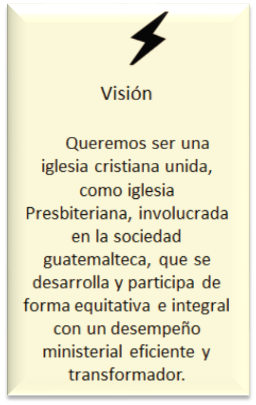 Visión
Queremos ser una
iglesia cristiana unida,
como iglesia
Presbiteriana, involucrada
en la sociedad
guatemalteca, que se
desarrolla y participa de
forma equitativa e integral
con un desempeño
ministerial eficiente y
transformador.